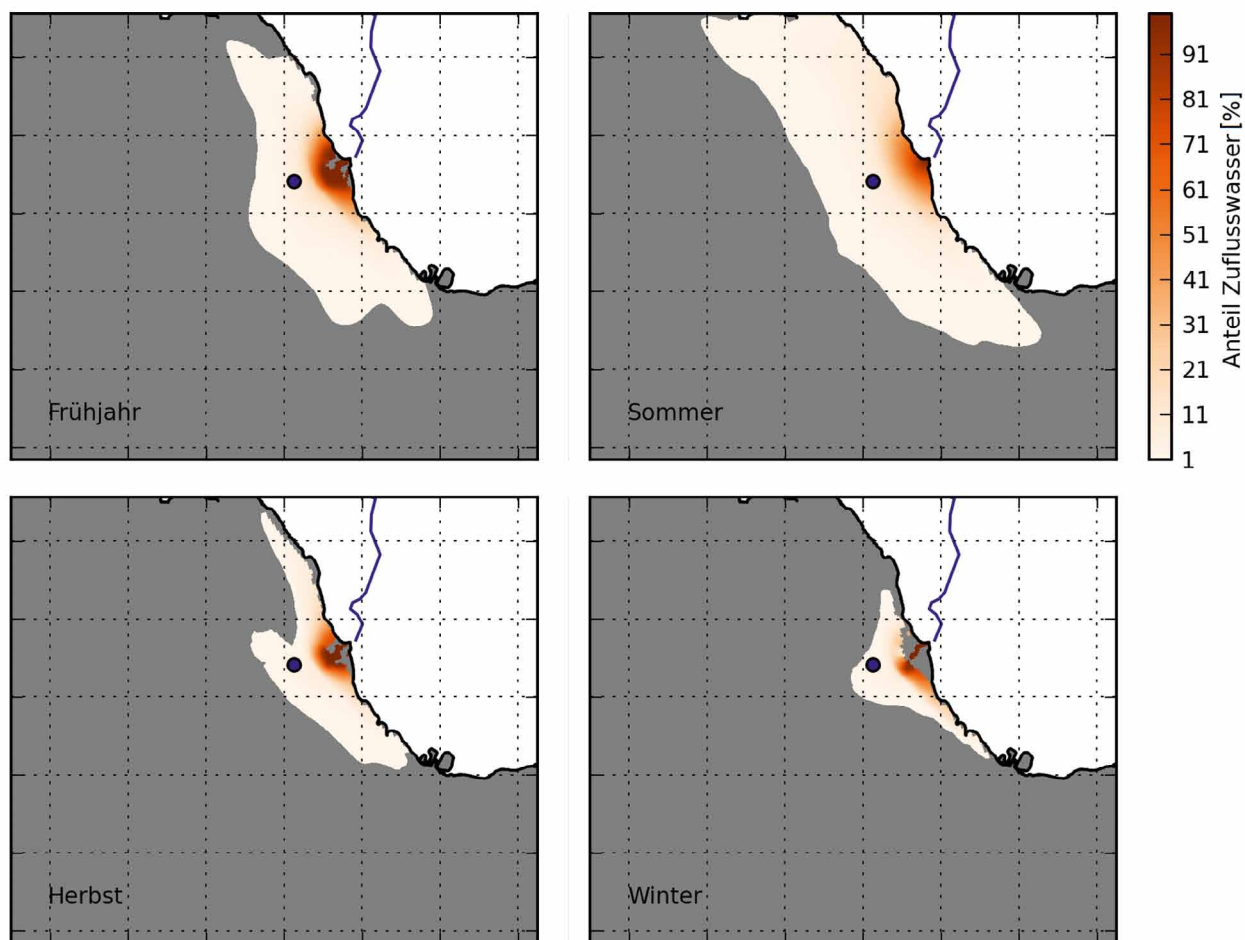 Frühjahr
Sommer
91
81
71
61
51
41
31
21
11
1
Anteil Zuflusswasser [%]
Herbst
Winter